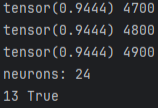 tensor(0.9444) 4700
tensor(0.9444) 4800
tensor(0.9444) 4900
neurons: 24
13 True